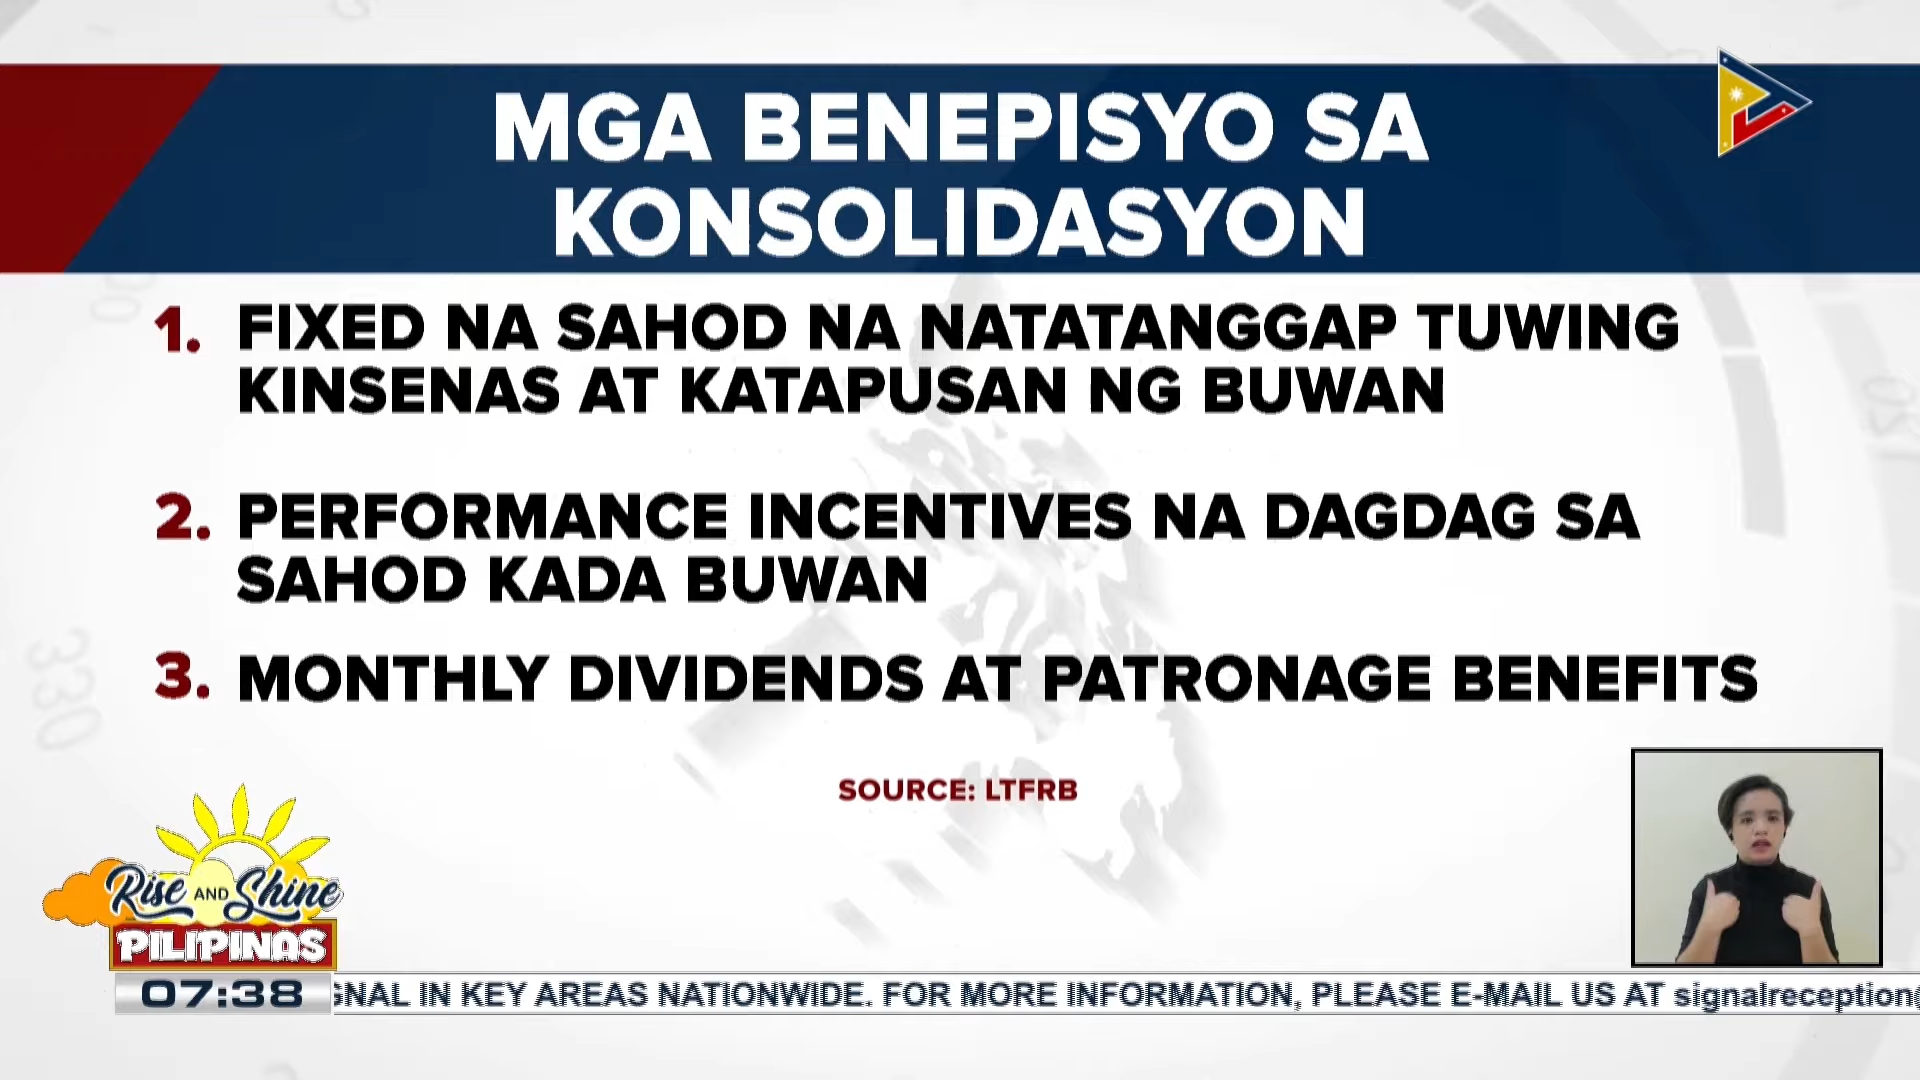 MGA BENEPISYO SA
KONSOLIDASYON
1. FIXED NA SAHOD NA NATATANGGAP TUWING
KINSENAS AT KATAPUSAN NG BUWAN
2. PERFORMANCE INCENTIVES NA DAGDAG SA
SAHOD KADA BUWAN
3. MONTHLY DIVIDENDS AT PATRONAGE BENEFITS
SOURCE: LTFRB
330
Rise AND Shine
PILIPINAS
07:38 GNAL IN KEY AREAS NATIONWIDE. FOR MORE INFORMATION, PLEASE E-MAIL US AT signalreception@